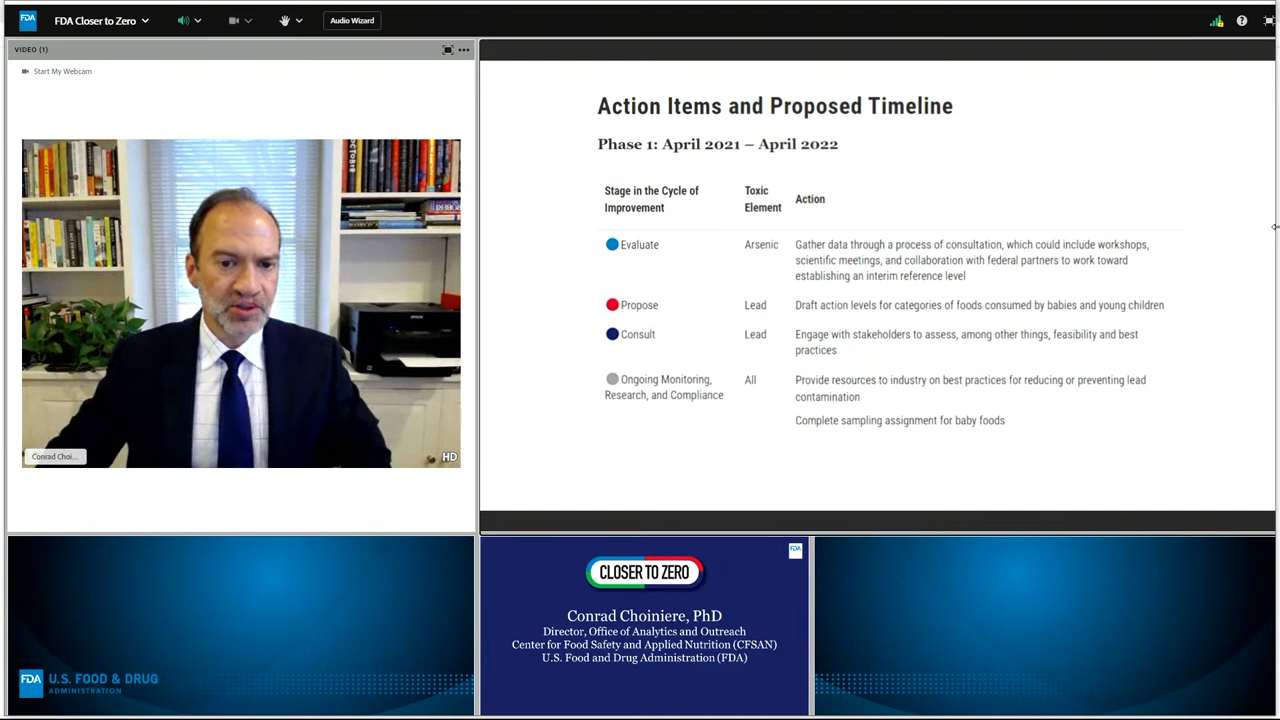 FDA
FDA Closer to Zero
Audio Wizard
VIDEO (1)
Start My Webcam
EPSON
Conrad Choi...
HD
Action Items and Proposed Timeline
Phase 1: April 2021 – April 2022
Stage in the Cycle of
Improvement
Toxic
Element
Action
Evaluate
Arsenic
Gather data through a process of consultation, which could include workshops,
scientific meetings, and collaboration with federal partners to work toward
establishing an interim reference level
Propose
Lead
Draft action levels for categories of foods consumed by babies and young children
Consult
Lead
Engage with stakeholders to assess, among other things, feasibility and best
practices
Ongoing Monitoring,
Research, and Compliance
All
Provide resources to industry on best practices for reducing or preventing lead
contamination
Complete sampling assignment for baby foods
FDA
U.S. FOOD & DRUG
ADMINISTRATION
FDA
CLOSER TO ZERO
Conrad Choiniere, PhD
Director, Office of Analytics and Outreach
Center for Food Safety and Applied Nutrition (CFSAN)
U.S. Food and Drug Administration (FDA)